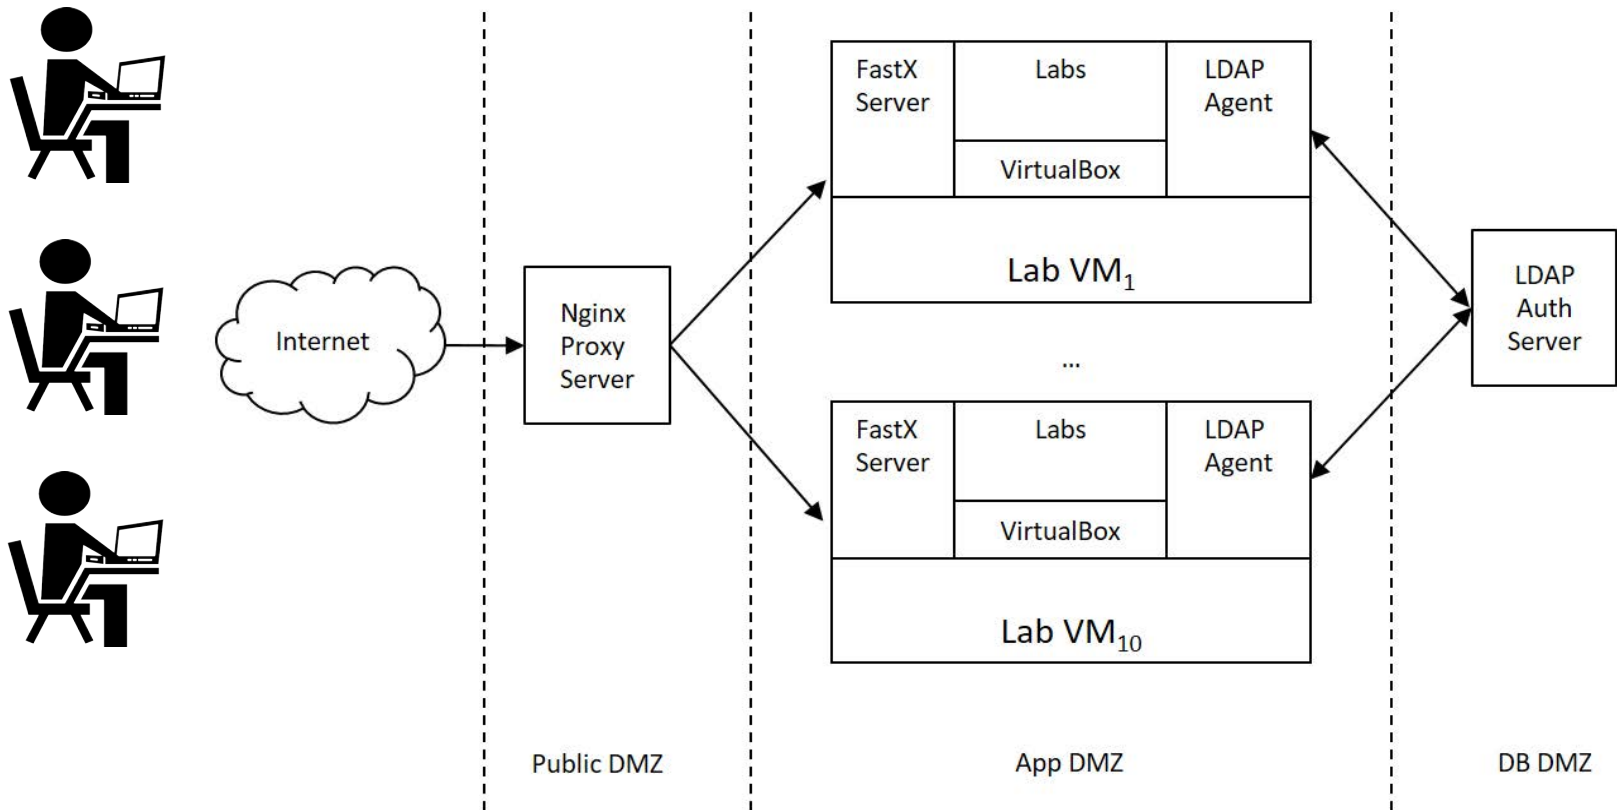 FastX
Server
Labs
VirtualBox
LDAP
Agent
Lab VM1
Internet
Nginx
Proxy
Server
...
LDAP
Auth
Server
FastX
Server
Labs
VirtualBox
LDAP
Agent
Lab VM10
Public DMZ
App DMZ
DB DMZ